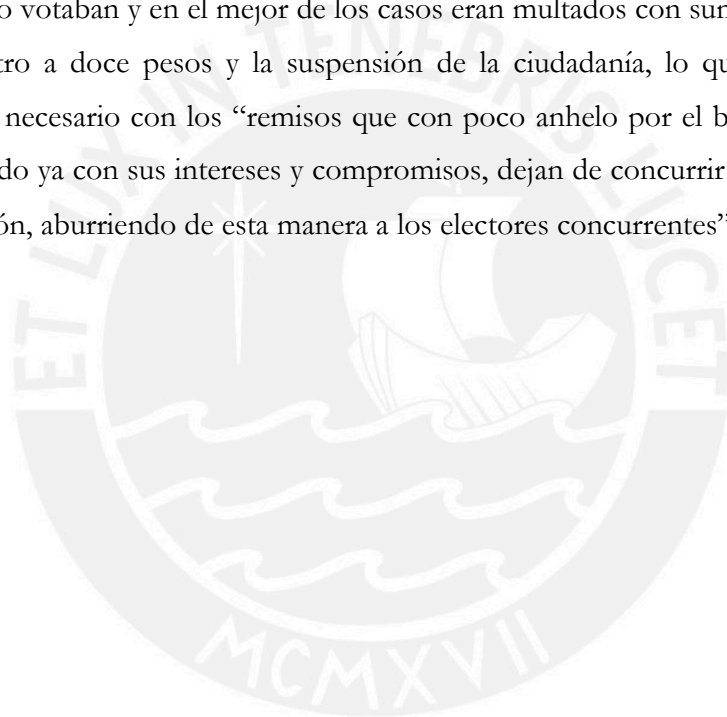 o votaban y en el mejor de los casos eran multados con sum
tro a doce pesos y la suspensión de la ciudadanía, lo qu
necesario con los “remisos que con poco anhelo por el b
do ya con sus intereses y compromisos, dejan de concurrir
ón, aburriendo de esta manera a los electores concurrentes”
ET LUX IN TENEBRIS LUCET
MCMXVII